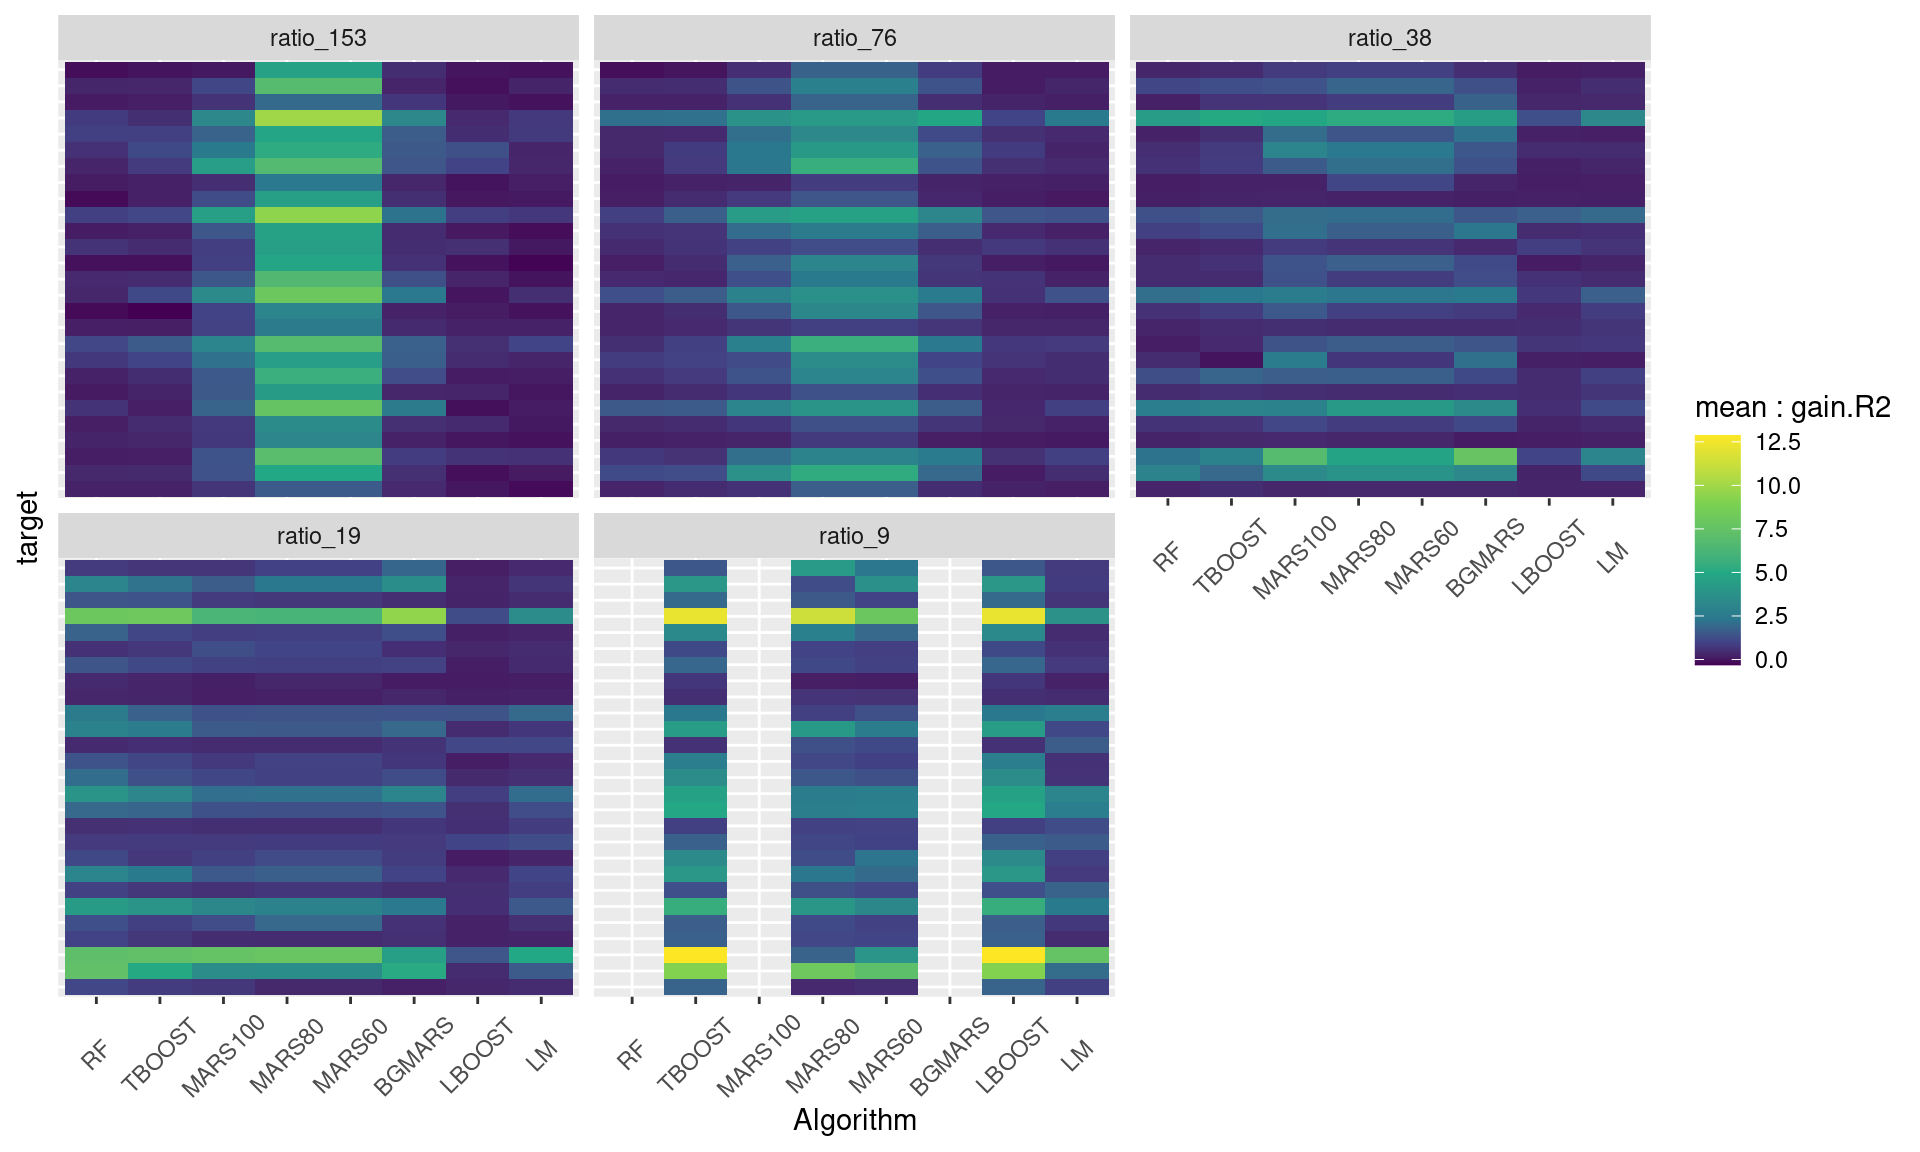 ratio_153
ratio_76
ratio_38
target
RF
TBOOST
MARS100
MARS80
MARS60
BGMARS
LBOOST
LM
mean : gain.R2
12.5
10.0
7.5
5.0
2.5
0.0
ratio_19
ratio_9
RF
TBOOST
MARS100
MARS80
MARS60
BGMARS
LBOOST
LM
RF
TBOOST
MARS100
MARS80
MARS60
BGMARS
LBOOST
LM
Algorithm